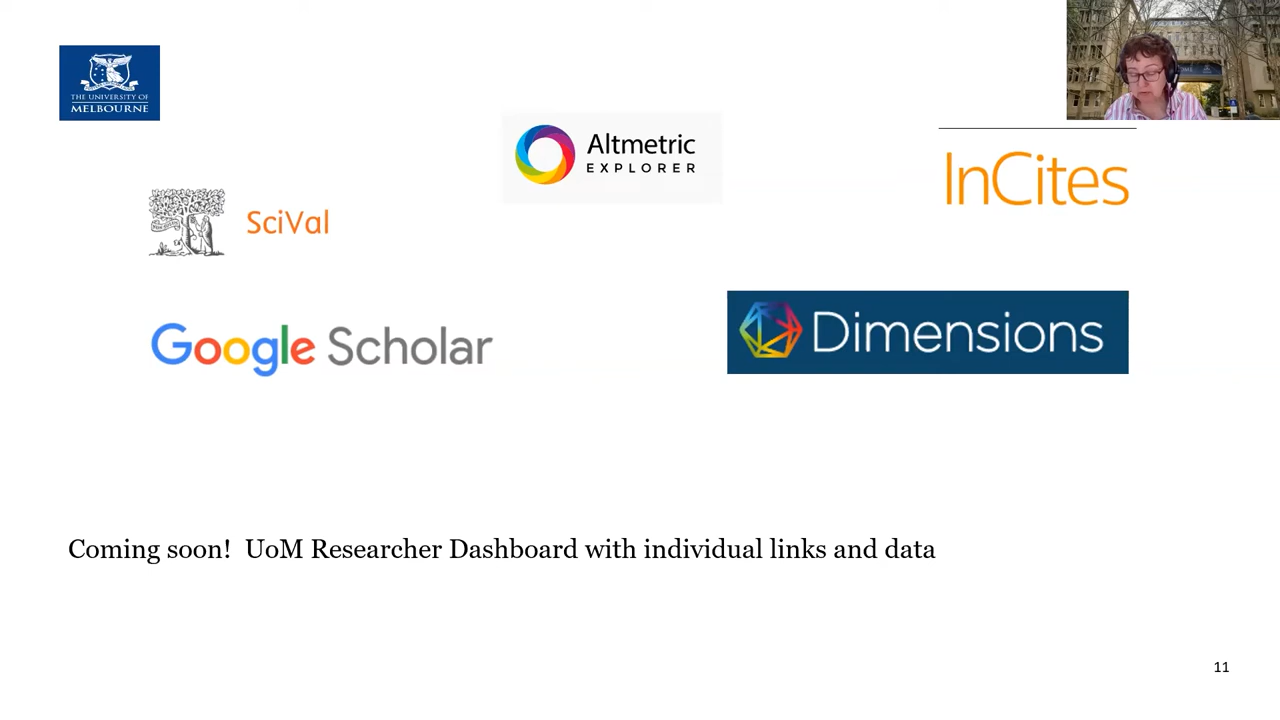 THE UNIVERSITY OF
MELBOURNE
Altmetric
EXPLORER
InCites
SciVal
Google Scholar
Dimensions
Coming soon! UoM Researcher Dashboard with individual links and data
11